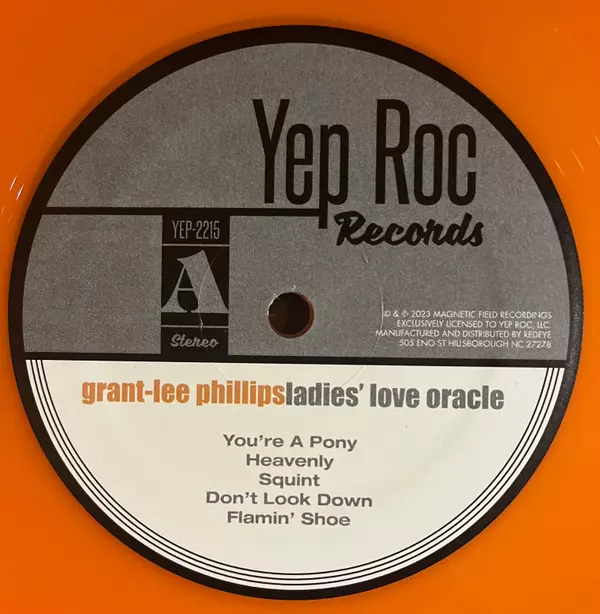 Yep Roc
Records
YEP-2215
A
Stereo
© & ℗ 2023 MAGNETIC FIELD RECORDINGS
EXCLUSIVELY LICENSED TO YEP ROC, LLC.
MANUFACTURED AND DISTRIBUTED BY REDEYE
505 ENO ST HILLSBOROUGH NC 27278
grant-lee phillipsladies' love oracle
You're A Pony
Heavenly
Squint
Don't Look Down
Flamin' Shoe